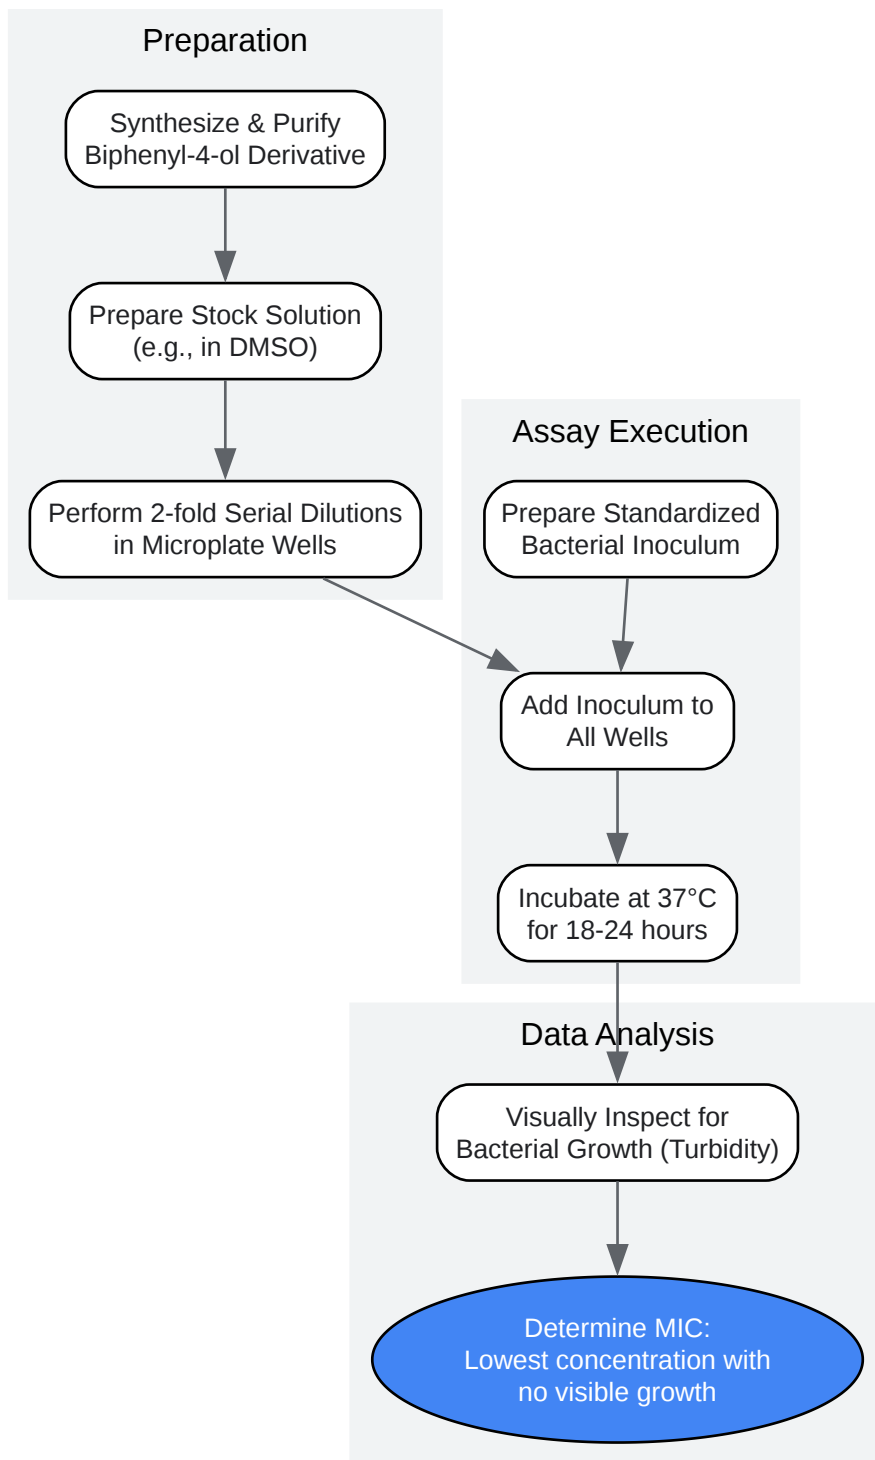 Preparation
Synthesize & Purify
Biphenyl-4-ol Derivative
Prepare Stock Solution
(e.g., in DMSO)
Perform 2-fold Serial Dilutions
in Microplate Wells
Assay Execution
Prepare Standardized
Bacterial Inoculum
Add Inoculum to
All Wells
Incubate at 37°C
for 18-24 hours
Data Analysis
Visually Inspect for
Bacterial Growth (Turbidity)
Determine MIC:
Lowest concentration with
no visible growth